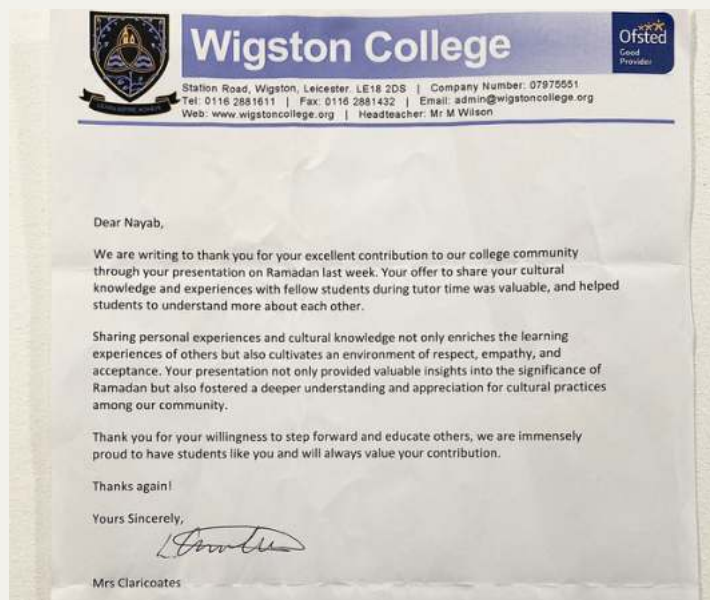 Wigston College
Ofsted
Good
Provider
Station Road, Wigston, Leicester. LE18 2DS | Company Number: 07975551
Tel: 0116 2881611 | Fax: 0116 2881432 | Email: admin@wigstoncollege.org
Web: www.wigstoncollege.org | Headteacher: Mr M Wilson
Dear Nayab,
We are writing to thank you for your excellent contribution to our college community
through your presentation on Ramadan last week. Your offer to share your cultural
knowledge and experiences with fellow students during tutor time was valuable, and helped
students to understand more about each other.
Sharing personal experiences and cultural knowledge not only enriches the learning
experiences of others but also cultivates an environment of respect, empathy, and
acceptance. Your presentation not only provided valuable insights into the significance of
Ramadan but also fostered a deeper understanding and appreciation for cultural practices
among our community.
Thank you for your willingness to step forward and educate others, we are immensely
proud to have students like you and will always value your contribution.
Thanks again!
Yours Sincerely,
Mrs Claricoates